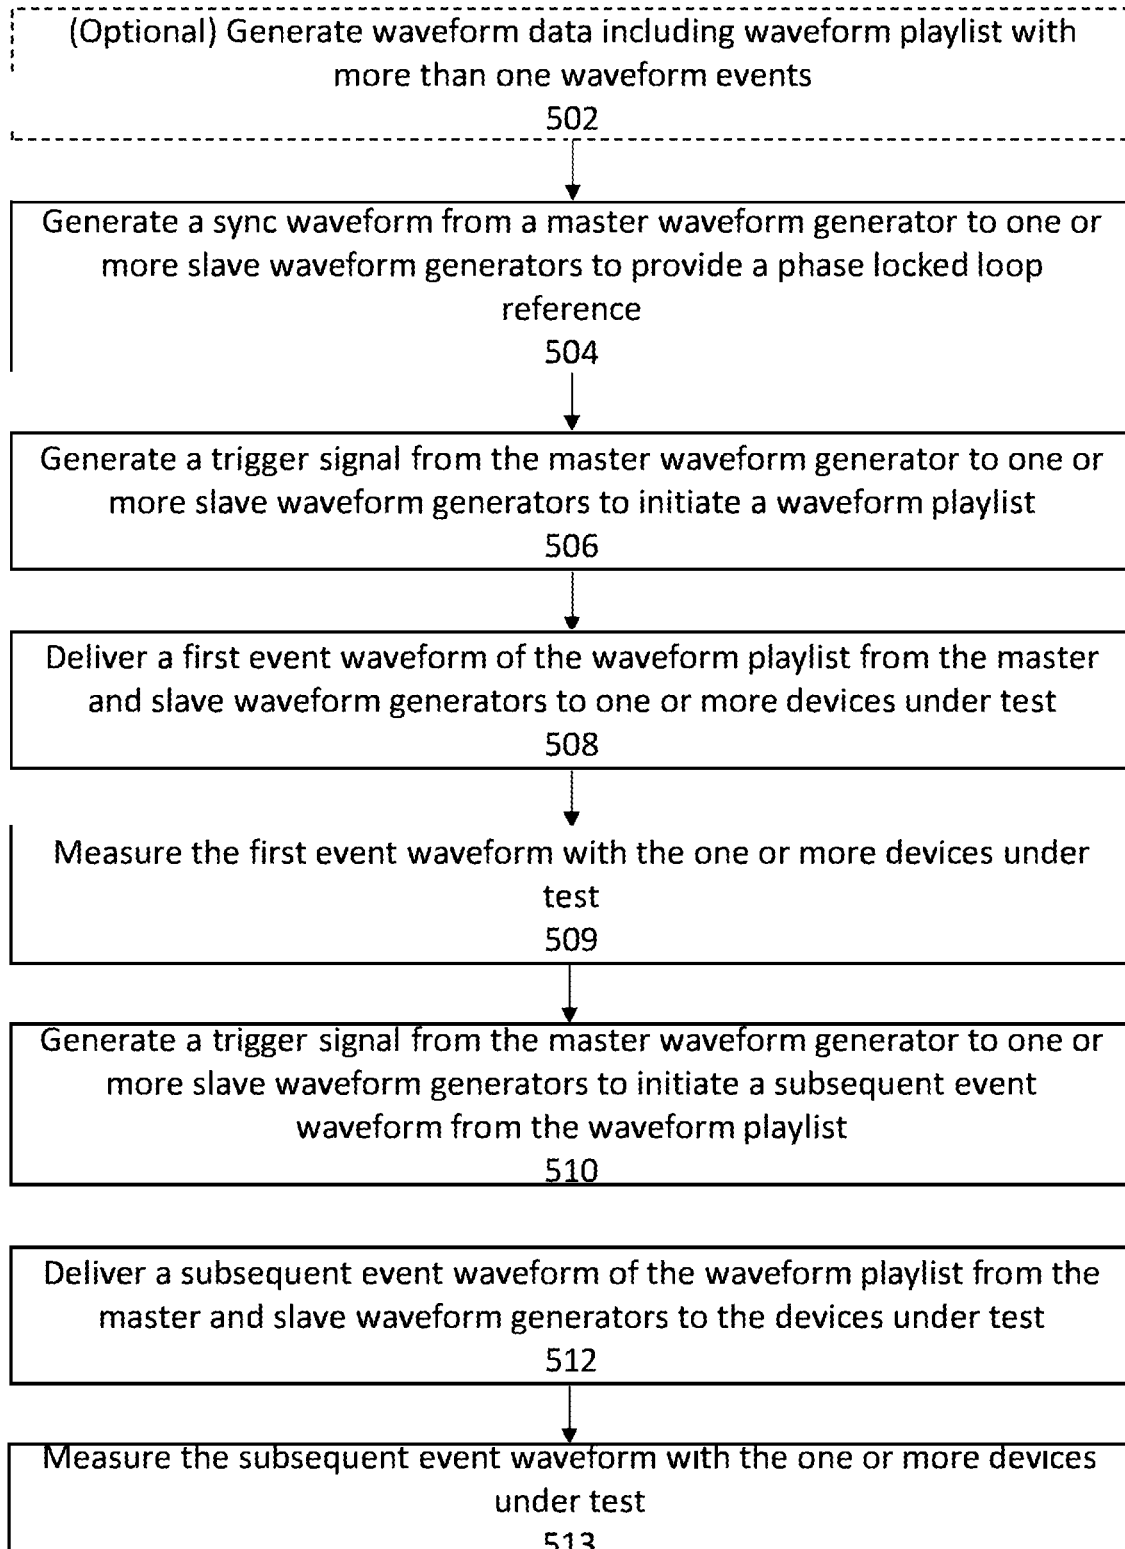 (Optional) Generate waveform data including waveform playlist with
more than one waveform events
502
Generate a sync waveform from a master waveform generator to one or
more slave waveform generators to provide a phase locked loop
reference
504
Generate a trigger signal from the master waveform generator to one or
more slave waveform generators to initiate a waveform playlist
506
Deliver a first event waveform of the waveform playlist from the master
and slave waveform generators to one or more devices under test
508
Measure the first event waveform with the one or more devices under
test
509
Generate a trigger signal from the master waveform generator to one or
more slave waveform generators to initiate a subsequent event
waveform from the waveform playlist
510
Deliver a subsequent event waveform of the waveform playlist from the
master and slave waveform generators to the devices under test
512
Measure the subsequent event waveform with the one or more devices
under test
513